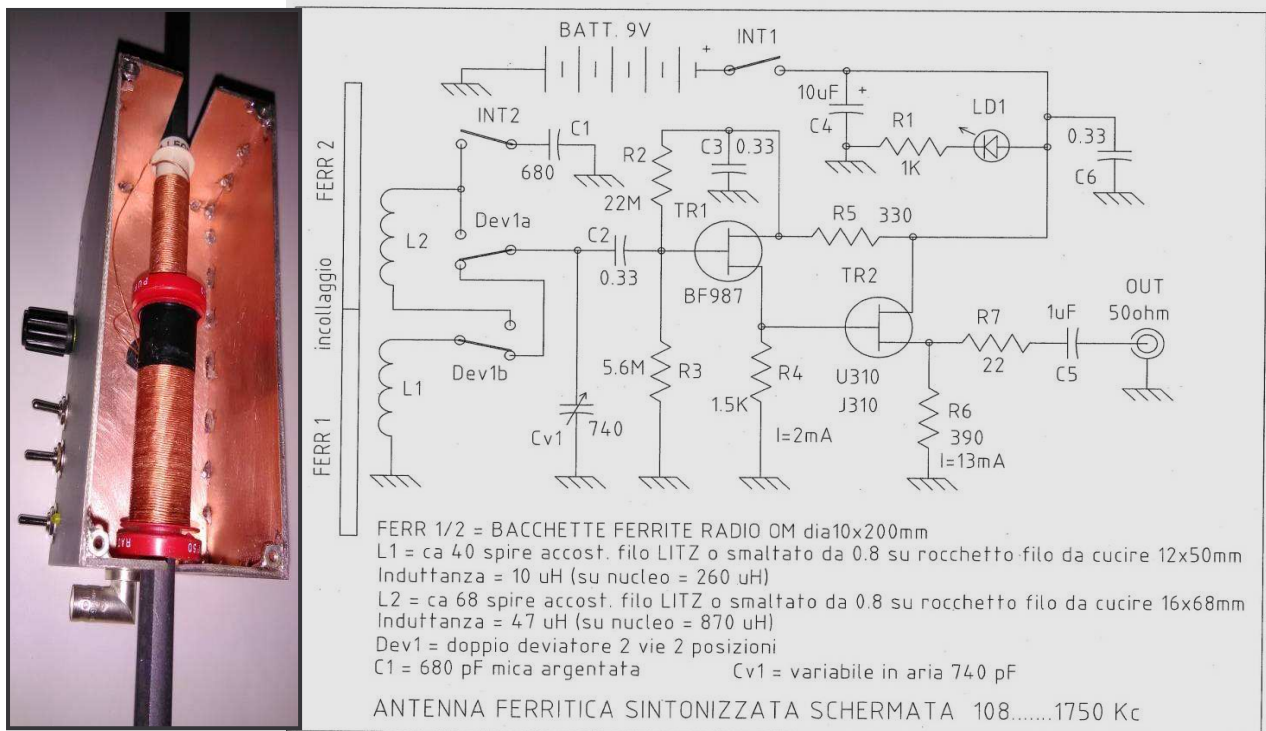 BATT. 9V
+
INT1
10uF
+
C4
R1
1K
LD1
0.33
C6
INT2
C1
680
FERR 2
incollaggio
FERR 1
L2
Dev1a
C2
0.33
R2
22M
C3
0.33
TR1
BF987
R5
330
TR2
U310
J310
OUT
50ohm
R7
22
1uF
C5
L1
Dev1b
Cv1
740
5.6M
R3
R4
1.5K
I=2mA
R6
390
I=13mA
FERR 1/2 = BACCHETTE FERRITE RADIO OM dia10x200mm
L1 = ca 40 spire accost. filo LITZ o smaltato da 0.8 su rocchetto filo da cucire 12x50mm
Induttanza = 10 uH (su nucleo = 260 uH)
L2 = ca 68 spire accost. filo LITZ o smaltato da 0.8 su rocchetto filo da cucire 16x68mm
Induttanza = 47 uH (su nucleo = 870 uH)
Dev1 = doppio deviatore 2 vie 2 posizioni
C1 = 680 pF mica argentata
Cv1 = variabile in aria 740 pF
ANTENNA FERRITICA SINTONIZZATA SCHERMATA 108.......1750 Kc